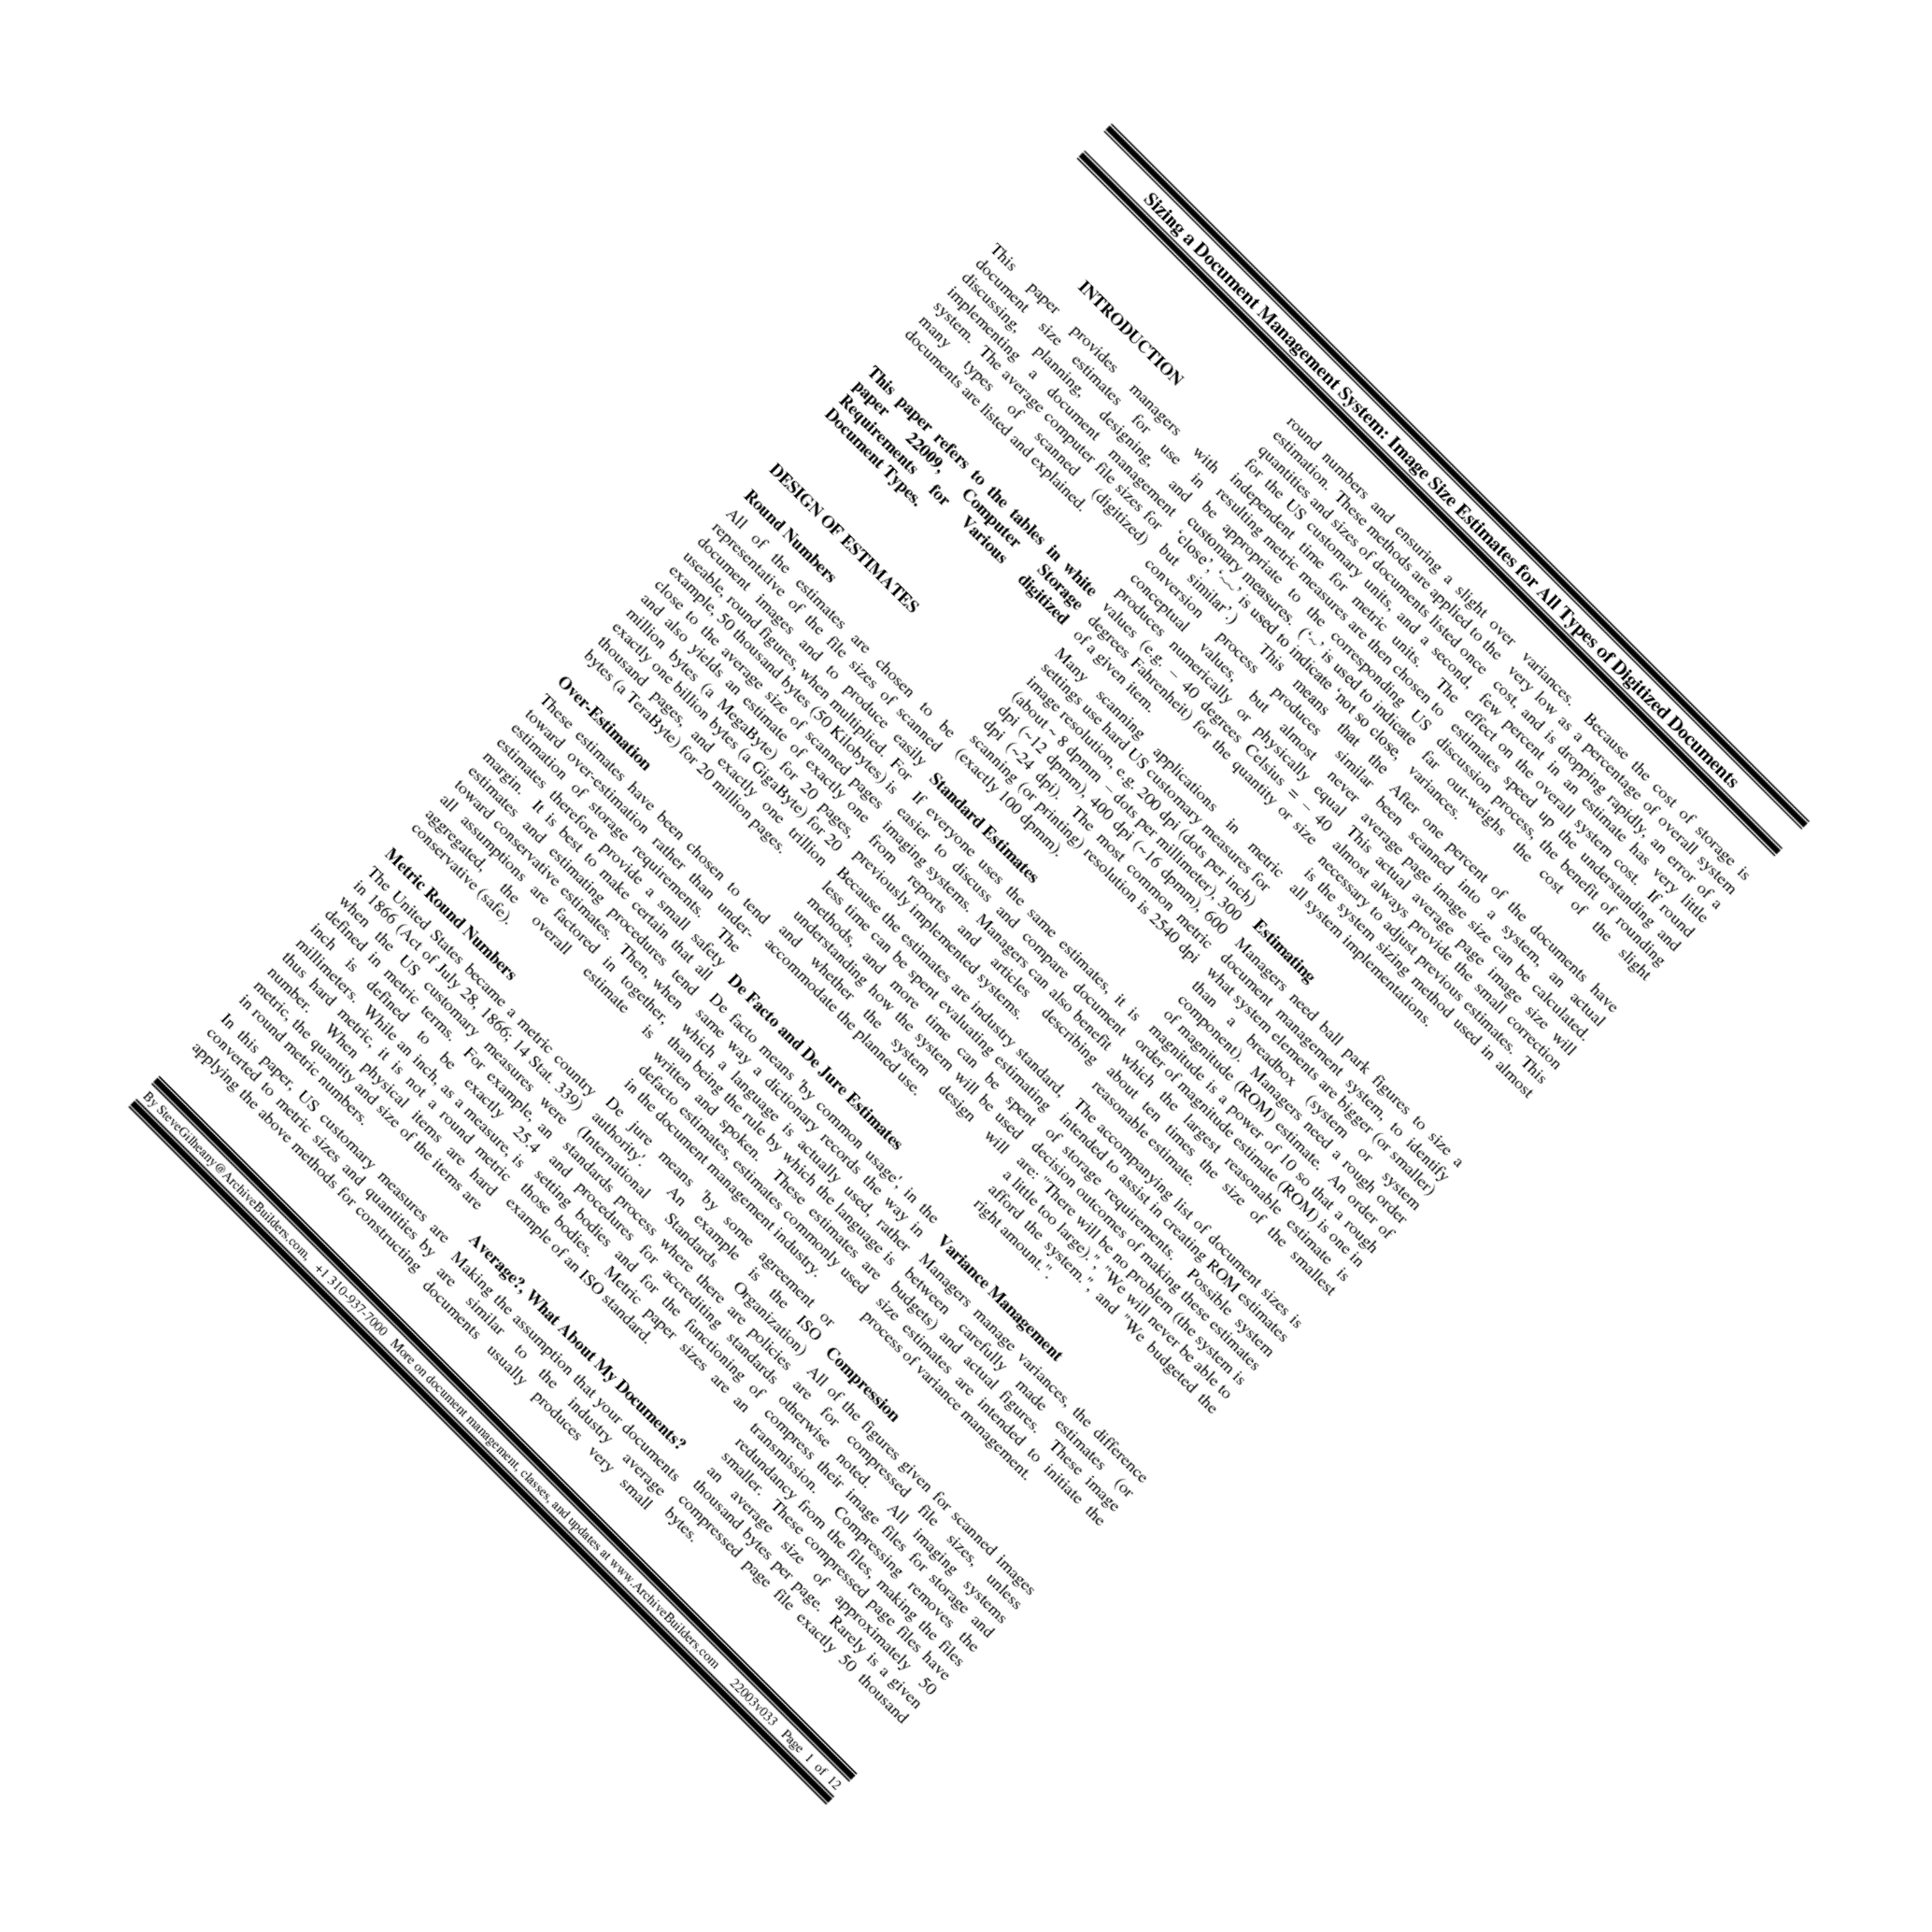 Sizing a Document Management System: Image Size Estimates for All Types of Digitized Documents
INTRODUCTION
This paper provides managers with
document size estimates for use in
discussing, planning, designing, and
implementing a document management
system. The average computer file sizes for
many types of scanned (digitized)
documents are listed and explained.
This paper refers to the tables in white
paper 22009, Computer Storage
Requirements for Various digitized
Document Types.
DESIGN OF ESTIMATES
Round Numbers
All of the estimates are chosen to be
representative of the file sizes of scanned
document images and to produce easily
useable, round figures, when multiplied. For
example, 50 thousand bytes (50 Kilobytes) is
close to the average size of scanned pages
and also yields an estimate of exactly one
million bytes (a MegaByte) for 20 pages,
exactly one billion bytes (a GigaByte) for 20
thousand pages, and exactly one trillion
bytes (a TeraByte) for 20 million pages.
Over-Estimation
These estimates have been chosen to tend
toward over-estimation rather than under-
estimation of storage requirements. The
estimates therefore provide a small safety
margin. It is best to make certain that all
estimates and estimating procedures tend
toward conservative estimates. Then, when
all assumptions are factored in together,
aggregated, the overall estimate is
conservative (safe).
Metric Round Numbers
The United States became a metric country
in 1866 (Act of July 28, 1866; 14 Stat. 339)
when the US customary measures were
defined in metric terms. For example, an
inch is defined to be exactly 25.4
millimeters. While an inch, as a measure, is
thus hard metric, it is not a round metric
number. When physical items are hard
metric, the quantity and size of the items are
in round metric numbers.
In this paper, US customary measures are
converted to metric sizes and quantities by
applying the above methods for constructing
round numbers and ensuring a slight over
estimation. These methods are applied to the
quantities and sizes of documents listed once
for the US customary units, and a second,
independent time for metric units. The
resulting metric measures are then chosen to
be appropriate to the corresponding US
customary measures. ('~' is used to indicate
'close', '~~' is used to indicate 'not so close,
but similar'.) This means that the
conversion process produces similar
conceptual values, but almost never
produces numerically or physically equal
values (e.g. – 40 degrees Celsius = – 40
degrees Fahrenheit) for the quantity or size
of a given item.
Many scanning applications in metric
settings use hard US customary measures for
image resolution, e.g. 200 dpi (dots per inch)
(about ~ 8 dpmm – dots per millimeter), 300
dpi (~12 dpmm), 400 dpi (~16 dpmm), 600
dpi (~24 dpi). The most common metric
scanning (or printing) resolution is 2540 dpi
(exactly 100 dpmm).
Standard Estimates
If everyone uses the same estimates, it is
easier to discuss and compare document
imaging systems. Managers can also benefit
from reports and articles describing
previously implemented systems.
Because the estimates are industry standard,
less time can be spent evaluating estimating
methods, and more time can be spent
understanding how the system will be used
and whether the system design will
accommodate the planned use.
De Facto and De Jure Estimates
De facto means 'by common usage', in the
same way a dictionary records the way in
which a language is actually used, rather
than being the rule by which the language is
written and spoken. These estimates are
defacto estimates, estimates commonly used
in the document management industry.
De jure means 'by some agreement or
authority'. An example is the ISO
(International Standards Organization)
standards process where there are policies
and procedures for accrediting standards
setting bodies and for the functioning of
those bodies. Metric paper sizes are an
example of an ISO standard.
Average?, What About My Documents?
Making the assumption that your documents
are similar to the industry average
documents usually produces very small
variances. Because the cost of storage is
very low as a percentage of overall system
cost, and is dropping rapidly, an error of a
few percent in an estimate has very little
effect on the overall system cost. If round
estimates speed up the understanding and
discussion process, the benefit of rounding
far out-weighs the cost of the slight
variances.
After one percent of the documents have
been scanned into a system, an actual
average page image size can be calculated.
This actual average page image size will
almost always provide the small correction
necessary to adjust previous estimates. This
is the system sizing method used in almost
all system implementations.
Estimating
Managers need ball park figures to size a
document management system, to identify
what system elements are bigger (or smaller)
than a breadbox (system or system
component). Managers need a rough order
of magnitude (ROM) estimate. An order of
magnitude is a power of 10 so that a rough
order of magnitude estimate (ROM) is one in
which the largest reasonable estimate is
about ten times the size of the smallest
reasonable estimate.
The accompanying list of document sizes is
intended to assist in creating ROM estimates
of storage requirements. Possible system
decision outcomes of making these estimates
are: "There will be no problem (the system is
a little too large).", "We will never be able to
afford the system.", and "We budgeted the
right amount.".
Variance Management
Managers manage variances, the difference
between carefully made estimates (or
budgets) and actual figures. These image
size estimates are intended to initiate the
process of variance management.
Compression
All of the figures given for scanned images
are for compressed file sizes, unless
otherwise noted. All imaging systems
compress their image files for storage and
transmission. Compressing removes the
redundancy from the files, making the files
smaller. These compressed page files have
an average size of approximately 50
thousand bytes per page. Rarely is a given
compressed page file exactly 50 thousand
bytes.
By SteveGilheany@ArchiveBuilders.com, +1 310-937-7000 More on document management, classes, and updates at www.ArchiveBuilders.com 22003v033 Page 1 of 12